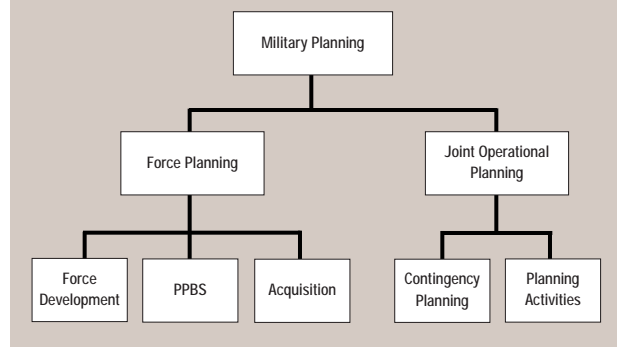 Military Planning
Force Planning
Joint Operational
Planning
Force
Development
PPBS
Acquisition
Contingency
Planning
Planning
Activities